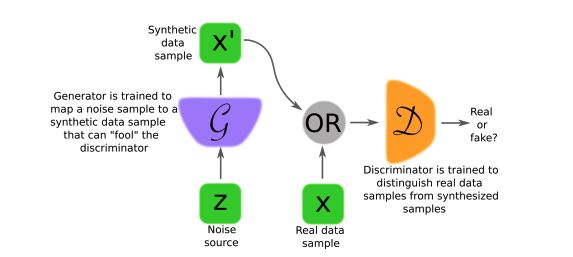 Synthetic
data
sample
x'
Generator is trained to
map a noise sample to a
synthetic data sample
that can "fool" the
discriminator
G
OR
D
Real
or
fake?
Discriminator is trained to
distinguish real data
samples from synthesized
samples
z
Noise
source
x
Real data
sample